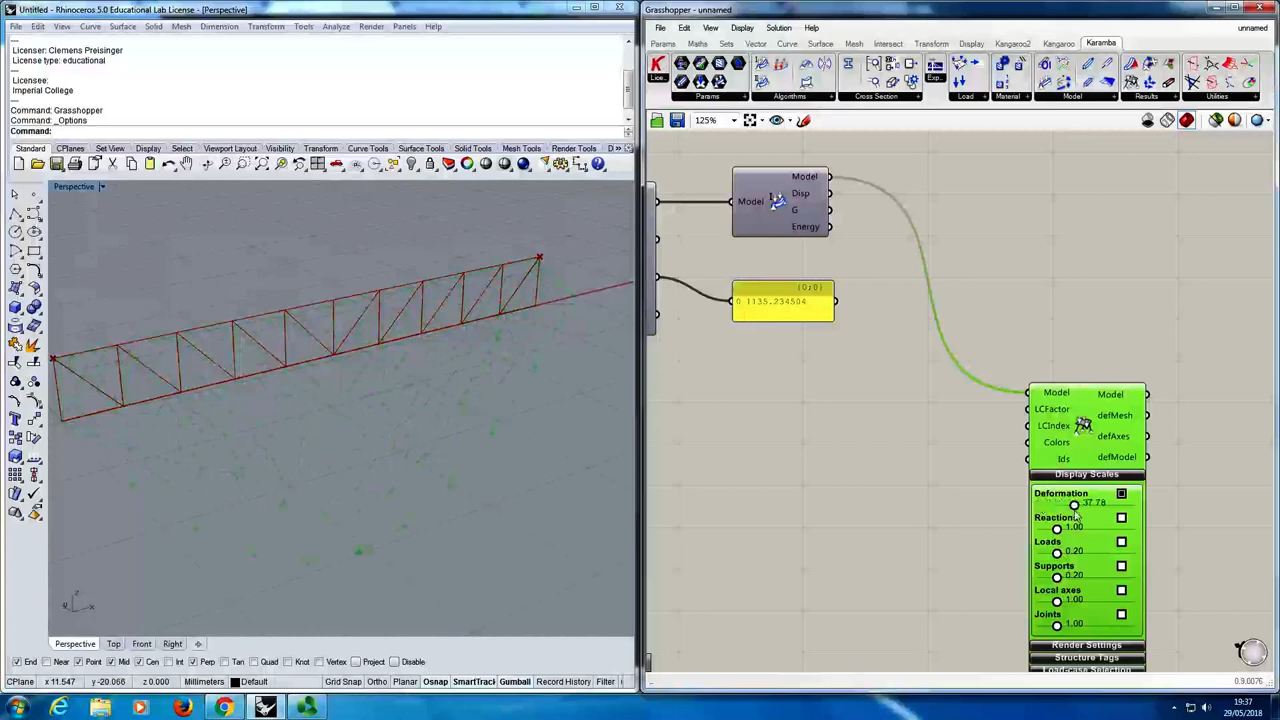 Untitled - Rhinoceros 5.0 Educational Lab License - [Perspective]
File Edit View Curve Surface Solid Mesh Dimension Transform Tools Analyze Render Panels Help
---
Licenser: Clemens Preisinger
License type: educational
---
Licensee:
Imperial College
---
Command: Grasshopper
Command: _Options
Command:
Standard CPlanes Set View Display Select Viewport Layout Visibility Transform Curve Tools Surface Tools Solid Tools Mesh Tools Render Tools
Perspective
z
y x
Perspective Top Front Right
End Near Point Mid Cen Int Perp Tan Quad Knot Vertex Project Disable
CPlane x 11.547 y -20.066 z 0.000 Millimeters Default Grid Snap Ortho Planar Osnap SmartTrack Gumball Record History Filter
Grasshopper - unnamed
File Edit View Display Solution Help unnamed
Params Maths Sets Vector Curve Surface Mesh Intersect Transform Display Kangaroo2 Kangaroo Karamba
Lice... Exp...
Params Algorithms Cross Section Load Material Model Results Utilities
125%
Model
Model
Disp
G
Energy
{0;0}
0 1135.234504
Model
LCFactor
LCIndex
Colors
Ids
Model
defMesh
defAxes
defModel
Display Scales
Deformation
37.78
Reactions
1.00
Loads
0.20
Supports
0.20
Local axes
1.00
Joints
1.00
Render Settings
Structure Tags
Load-case Selection
0.9.0076
19:37
29/05/2018